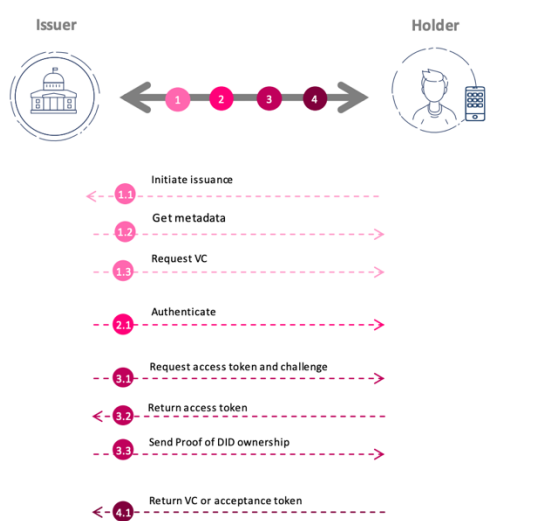 Issuer
Holder
1 2 3 4
Initiate issuance
1.1
Get metadata
1.2
Request VC
1.3
Authenticate
2.1
Request access token and challenge
3.1
Return access token
3.2
Send Proof of DID ownership
3.3
Return VC or acceptance token
4.1